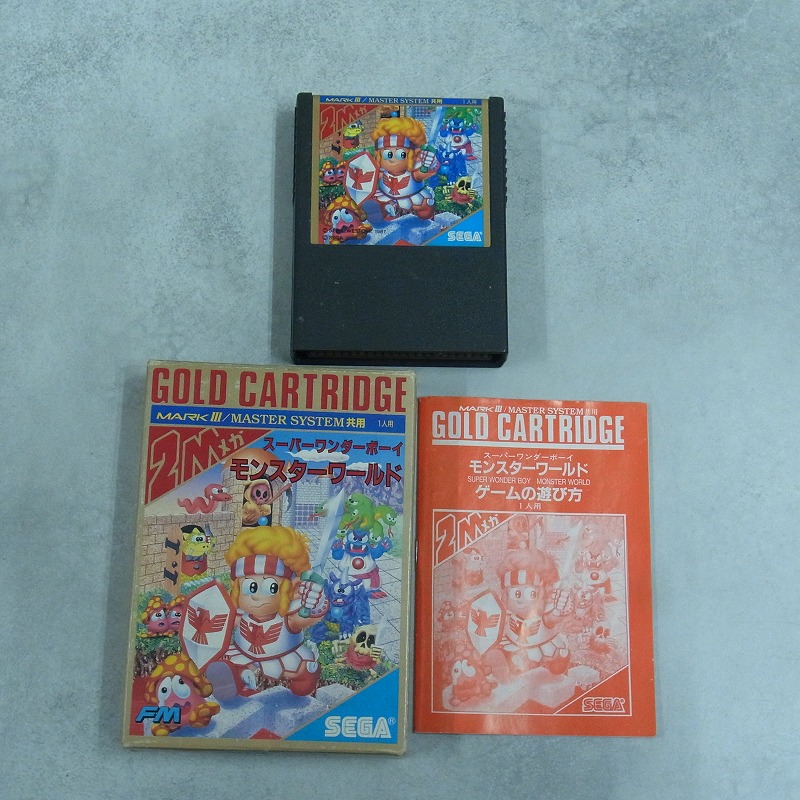 MARK III/MASTER SYSTEM 共用 1人用
2Mメガ
SEGA
GOLD CARTRIDGE
MARK III/MASTER SYSTEM 共用 1人用
2Mメガ
スーパーワンダーボーイ
モンスターワールド
FM
SEGA®
MARK III/MASTER SYSTEM 共用
GOLD CARTRIDGE
スーパーワンダーボーイ
モンスターワールド
SUPER WONDER BOY MONSTER WORLD
ゲームの遊び方
1人用
2Mメガ
SEGA®